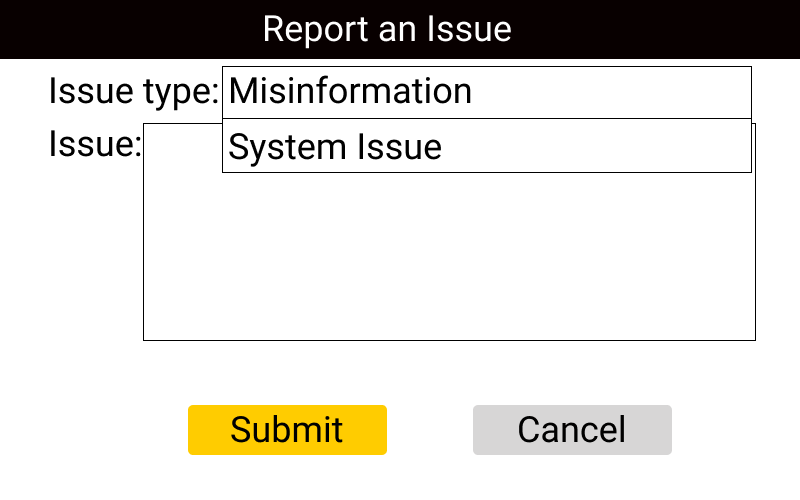 Report an Issue
Issue type: Misinformation
Issue: System Issue
Submit Cancel